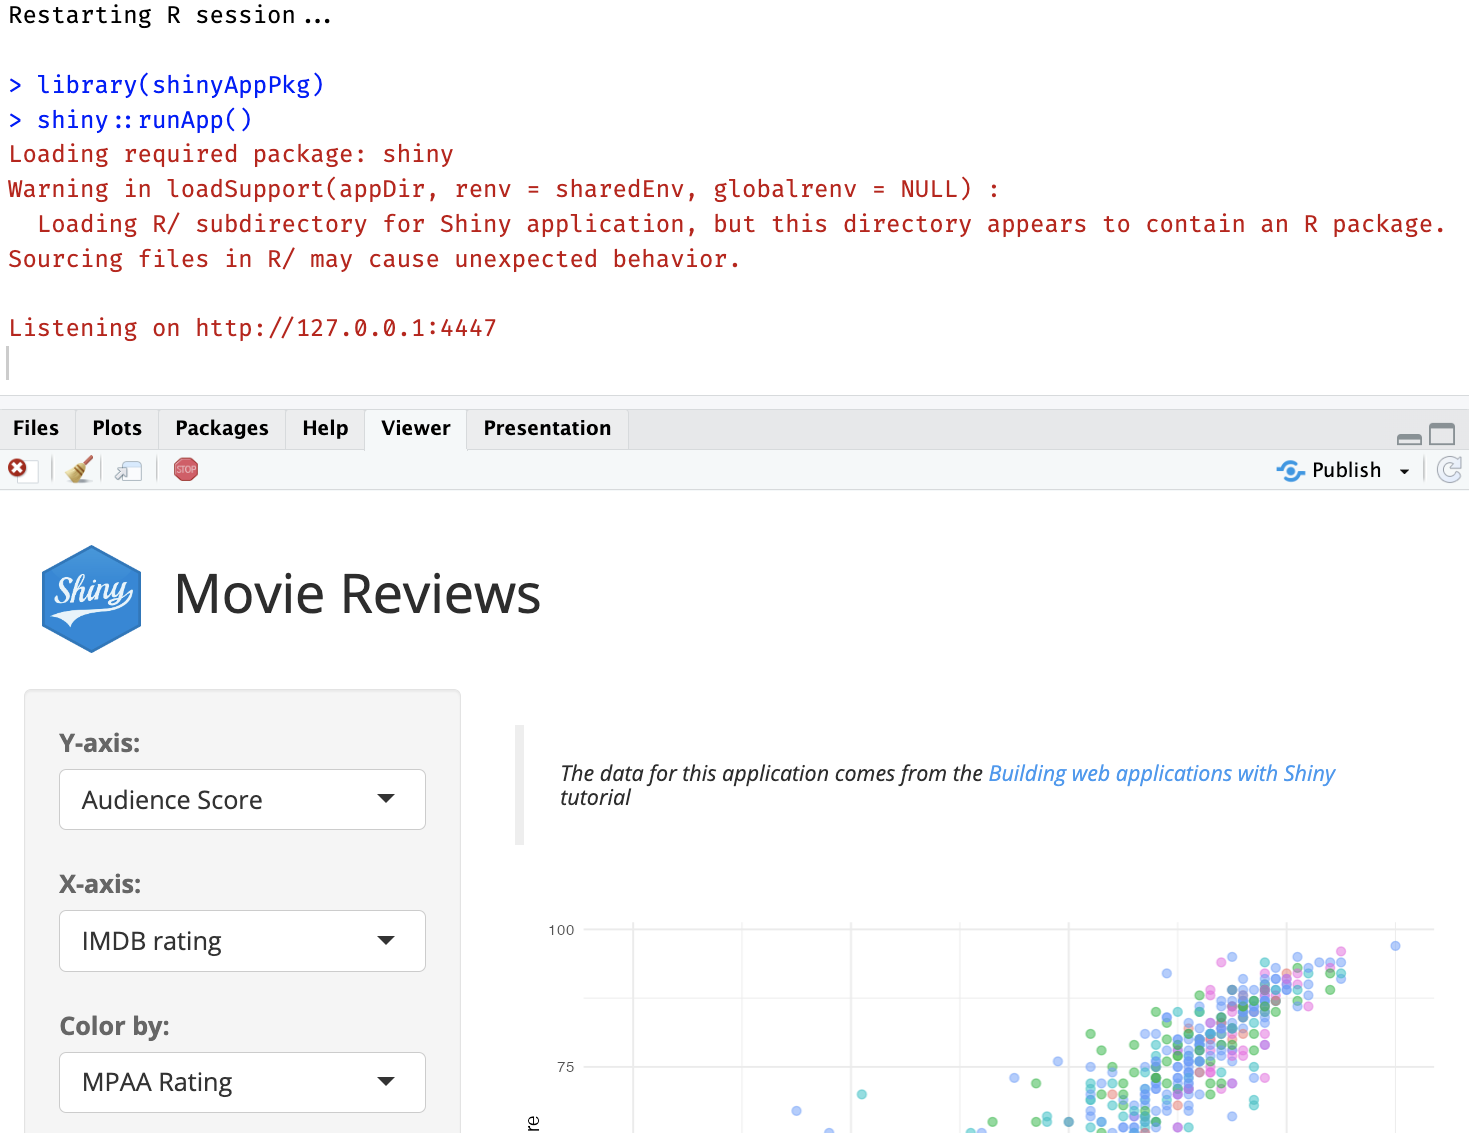 Restarting R session...
> library(shinyAppPkg)
> shiny::runApp()
Loading required package: shiny
Warning in loadSupport(appDir, renv = sharedEnv, globalrenv = NULL) :
  Loading R/ subdirectory for Shiny application, but this directory appears to contain an R package.
Sourcing files in R/ may cause unexpected behavior.
Listening on http://127.0.0.1:4447
Files Plots Packages Help Viewer Presentation
STOP Publish
Shiny
Movie Reviews
Y-axis:
Audience Score
X-axis:
IMDB rating
Color by:
MPAA Rating
The data for this application comes from the Building web applications with Shiny
tutorial
100
75
re